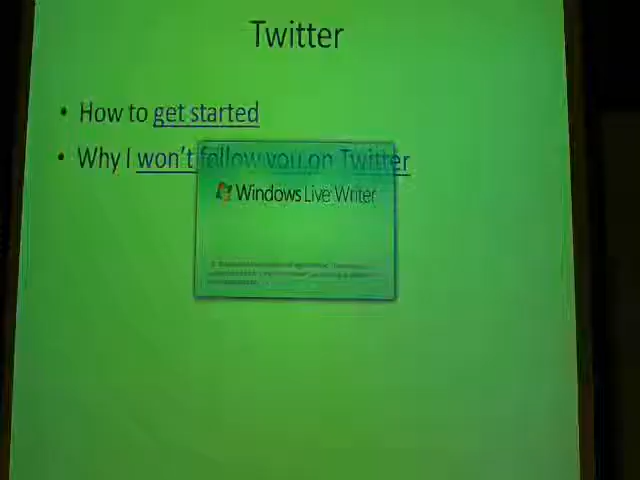 Twitter
• How to get started
• Why I won't follow you on Twitter
Windows Live Writer